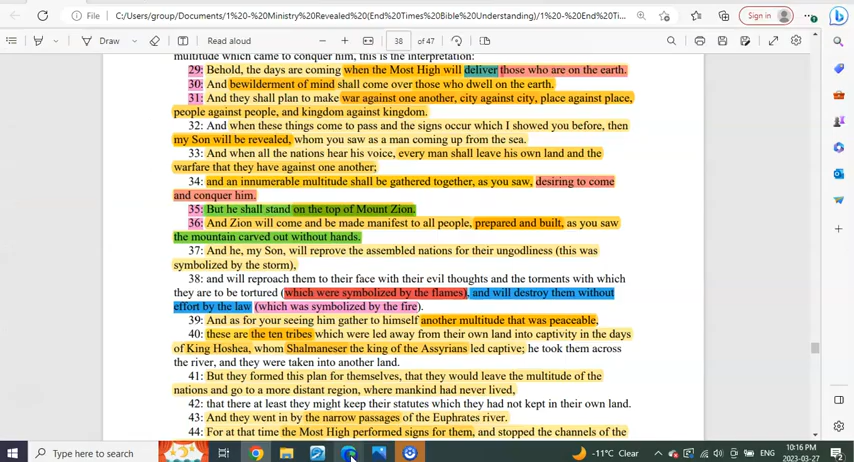 File C:/Users/group/Documents/1%20-%20Ministry%20Revealed%20(End%20Times%20Bible%20Understanding)/1%20-%20End%20Time...
Sign in
Draw
Read aloud
38 of 47
multitude which came to conquer him, this is the interpretation:
29: Behold, the days are coming when the Most High will deliver those who are on the earth.
30: And bewilderment of mind shall come over those who dwell on the earth.
31: And they shall plan to make war against one another, city against city, place against place,
people against people, and kingdom against kingdom.
32: And when these things come to pass and the signs occur which I showed you before, then
my Son will be revealed, whom you saw as a man coming up from the sea.
33: And when all the nations hear his voice, every man shall leave his own land and the
warfare that they have against one another;
34: and an innumerable multitude shall be gathered together, as you saw, desiring to come
and conquer him.
35: But he shall stand on the top of Mount Zion.
36: And Zion will come and be made manifest to all people, prepared and built, as you saw
the mountain carved out without hands.
37: And he, my Son, will reprove the assembled nations for their ungodliness (this was
symbolized by the storm),
38: and will reproach them to their face with their evil thoughts and the torments with which
they are to be tortured (which were symbolized by the flames), and will destroy them without
effort by the law (which was symbolized by the fire).
39: And as for your seeing him gather to himself another multitude that was peaceable,
40: these are the ten tribes which were led away from their own land into captivity in the days
of King Hoshea, whom Shalmaneser the king of the Assyrians led captive; he took them across
the river, and they were taken into another land.
41: But they formed this plan for themselves, that they would leave the multitude of the
nations and go to a more distant region, where mankind had never lived,
42: that there at least they might keep their statutes which they had not kept in their own land.
43: And they went in by the narrow passages of the Euphrates river.
44: For at that time the Most High performed signs for them, and stopped the channels of the
Type here to search
-11°C Clear
ENG
10:16 PM
2023-03-27